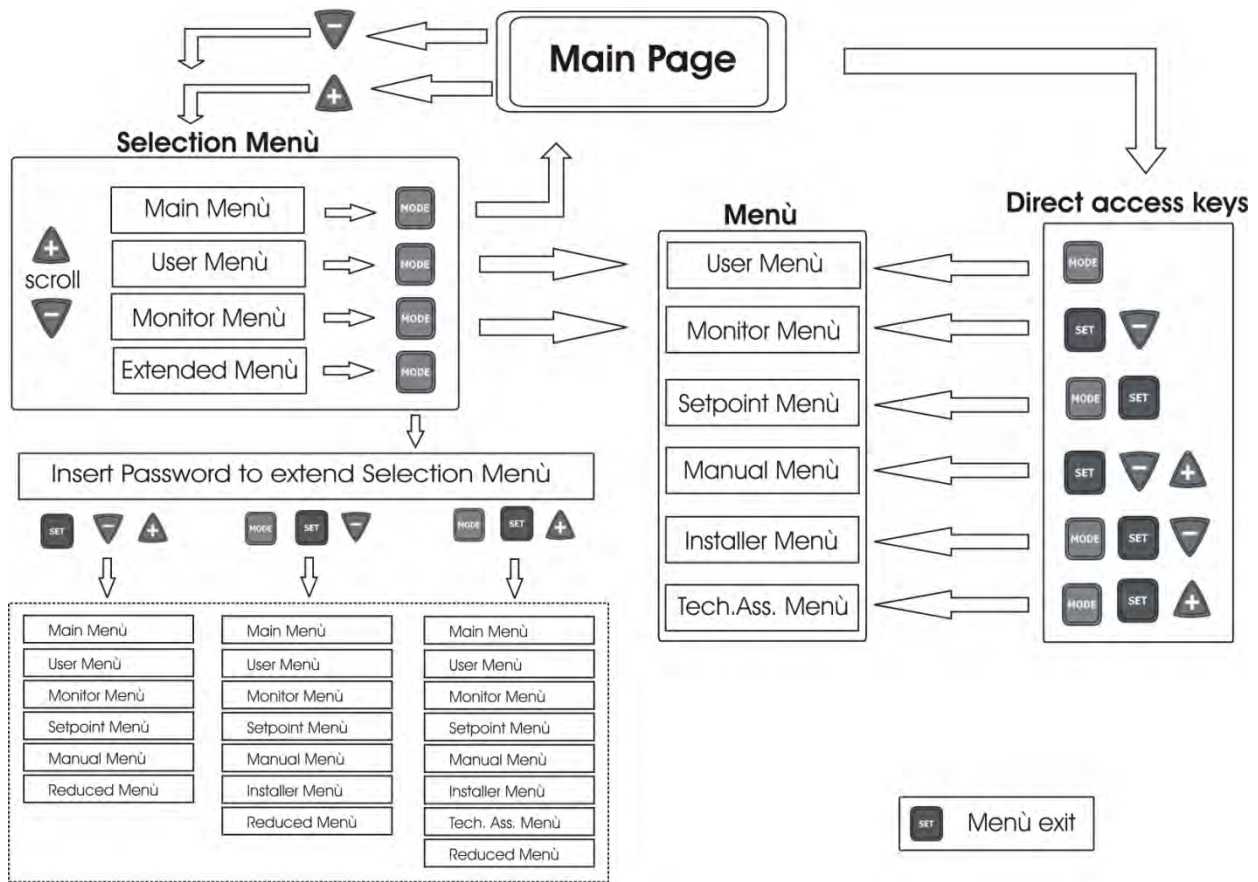 Main Page
-
+
Selection Menù
Main Menù
MODE
+
scroll
-
User Menù
MODE
Monitor Menù
MODE
Extended Menù
MODE
Insert Password to extend Selection Menù
SET - +
MODE SET -
MODE SET +
Main Menù
User Menù
Monitor Menù
Setpoint Menù
Manual Menù
Reduced Menù
Main Menù
User Menù
Monitor Menù
Setpoint Menù
Manual Menù
Installer Menù
Reduced Menù
Main Menù
User Menù
Monitor Menù
Setpoint Menù
Manual Menù
Installer Menù
Tech. Ass. Menù
Reduced Menù
Menù
User Menù
Monitor Menù
Setpoint Menù
Manual Menù
Installer Menù
Tech.Ass. Menù
Direct access keys
MODE
SET -
MODE SET
SET - +
MODE SET -
MODE SET +
SET Menù exit